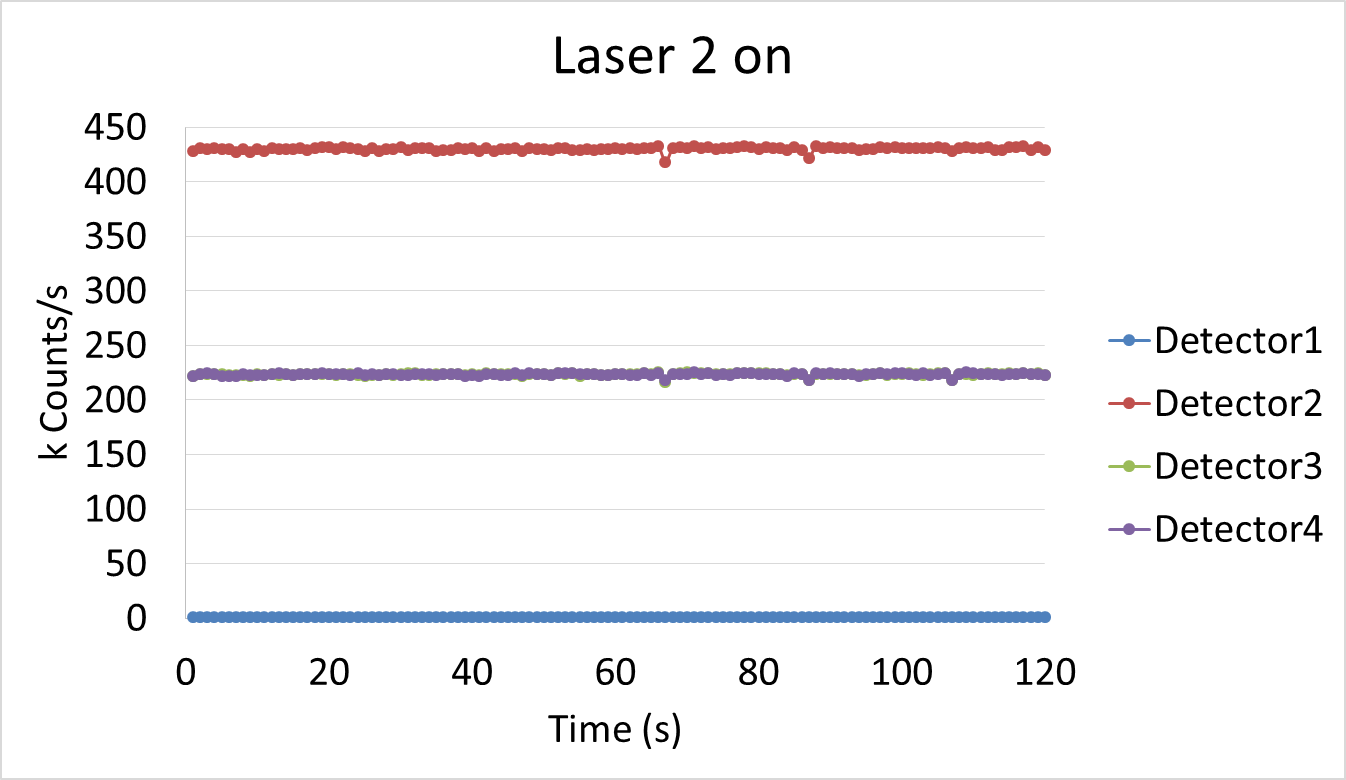 Laser 2 on
450
400
350
300
250
200
150
100
50
0
k Counts/s
0 20 40 60 80 100 120
Time (s)
Detector1
Detector2
Detector3
Detector4